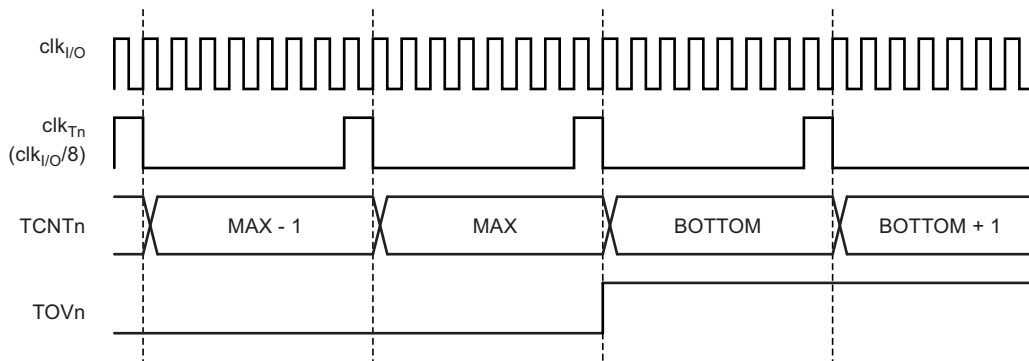 clkI/O
clkTn
(clkI/O/8)
TCNTn MAX - 1 MAX BOTTOM BOTTOM + 1
TOVn